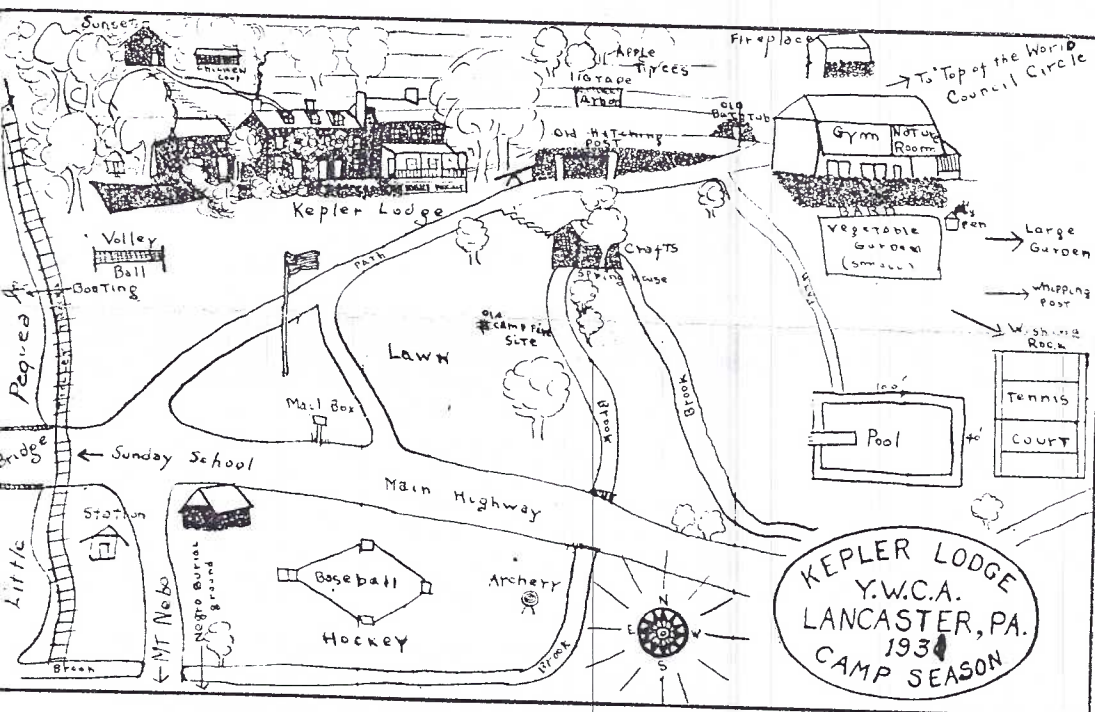 Sunset
Chicken
Coop
Apple
Trees
Grape
Arbor
Fireplace
To Top of the World
Council Circle
Old
Bathtub
Old Hitching
Post
Gym
Nature
Room
Kepler Lodge
BARN
Pen
Vegetable
Garden
(small)
Large
Garden
Volley
Ball
Boating
Path
Crafts
Spring House
Whipping
Post
Wishing
Rock
Old
Camp Fire
Site
Lawn
Pequea
Trolley
Mail Box
Brook
Brook
100'
40'
Pool
Tennis
Court
Bridge
← Sunday School
Main Highway
Station
Little
Mt Nebo
Negro Burial
ground
Baseball
Hockey
Archery
Brook
Brook
N
E
W
S
KEPLER LODGE
Y.W.C.A.
LANCASTER, PA.
193
CAMP SEASON